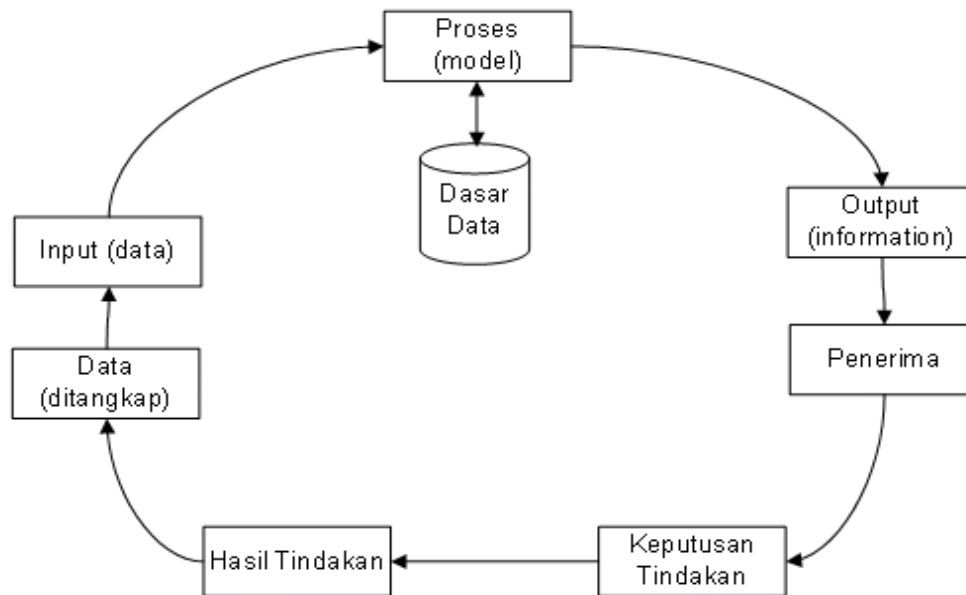 Proses
(model)
Dasar
Data
Output
(information)
Input (data)
Penerima
Data
(ditangkap)
Keputusan
Tindakan
Hasil Tindakan